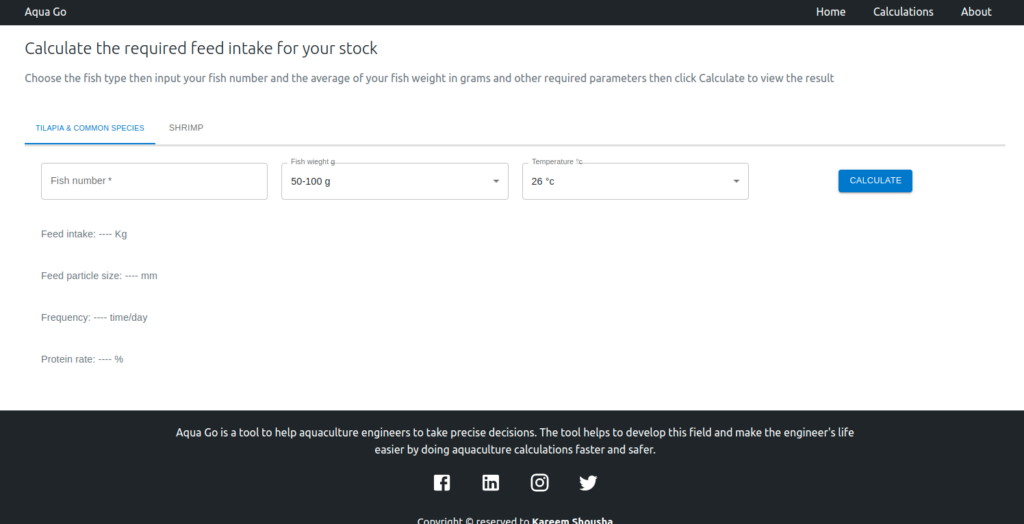 Aqua Go
Home
Calculations
About
Calculate the required feed intake for your stock
Choose the fish type then input your fish number and the average of your fish weight in grams and other required parameters then click Calculate to view the result
TILAPIA & COMMON SPECIES
SHRIMP
Fish number *
Fish wieght g
50-100 g
Temperature °c
26 °c
CALCULATE
Feed intake: ---- Kg
Feed particle size: ---- mm
Frequency: ---- time/day
Protein rate: ---- %
Aqua Go is a tool to help aquaculture engineers to take precise decisions. The tool helps to develop this field and make the engineer's life
easier by doing aquaculture calculations faster and safer.
Copyright © reserved to Kareem Shousha